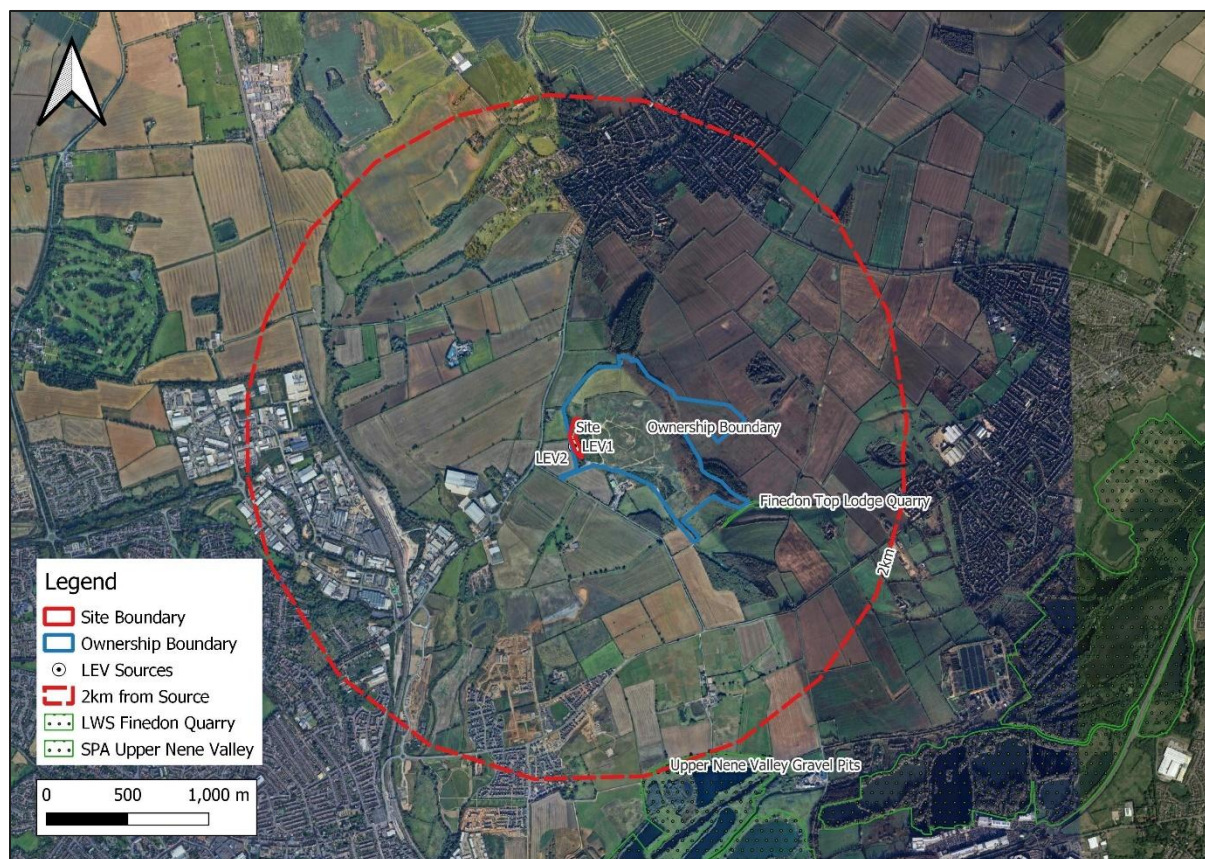 Site
LEV1
Ownership Boundary
LEV2
Finedon Top Lodge Quarry
2km
Upper Nene Valley Gravel Pits
Legend
Site Boundary
Ownership Boundary
LEV Sources
2km from Source
LWS Finedon Quarry
SPA Upper Nene Valley
0 500 1,000 m